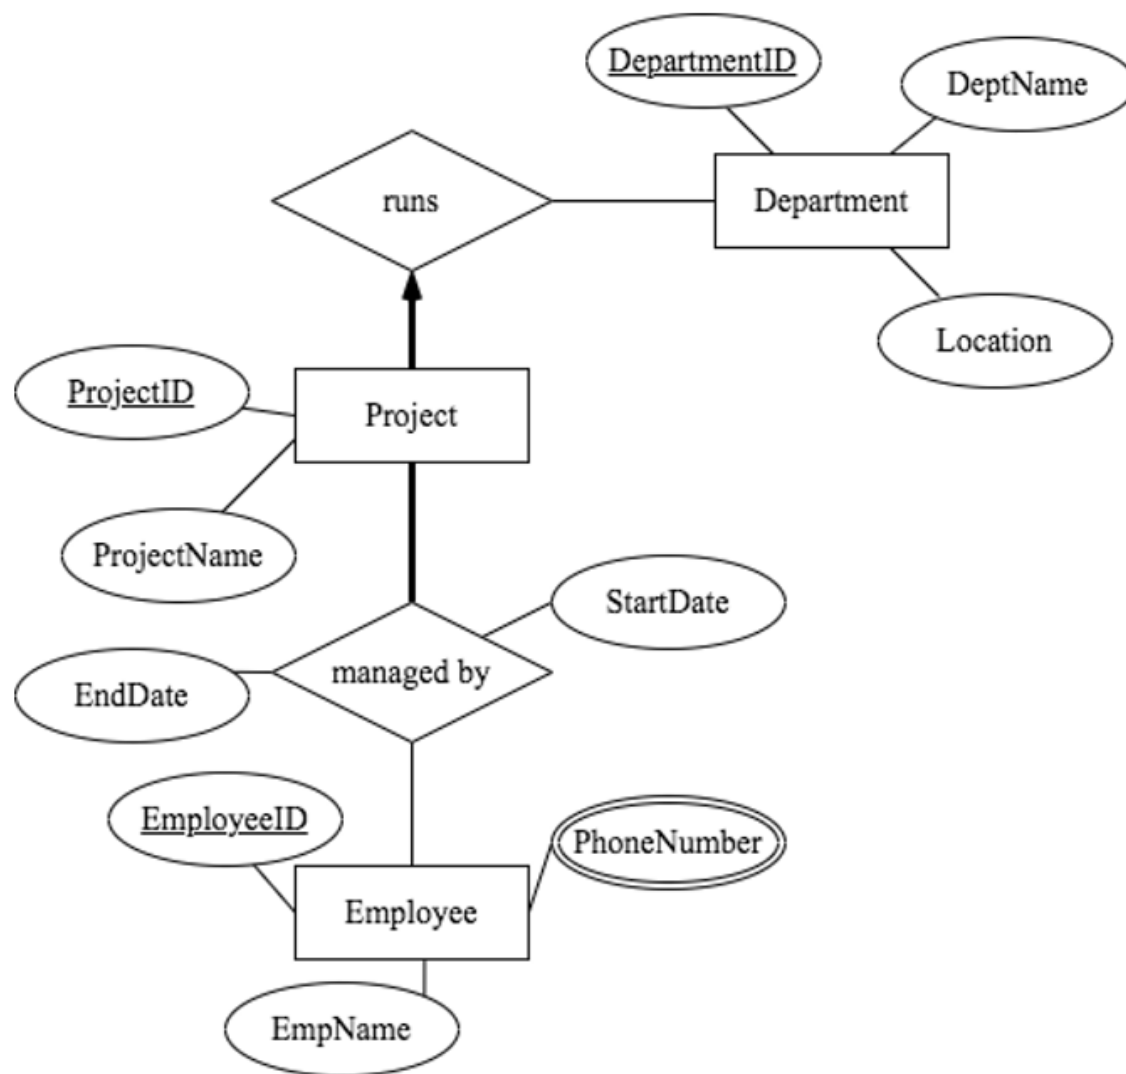 DepartmentID
DeptName
runs
Department
Location
ProjectID
Project
ProjectName
StartDate
managed by
EndDate
EmployeeID
PhoneNumber
Employee
EmpName